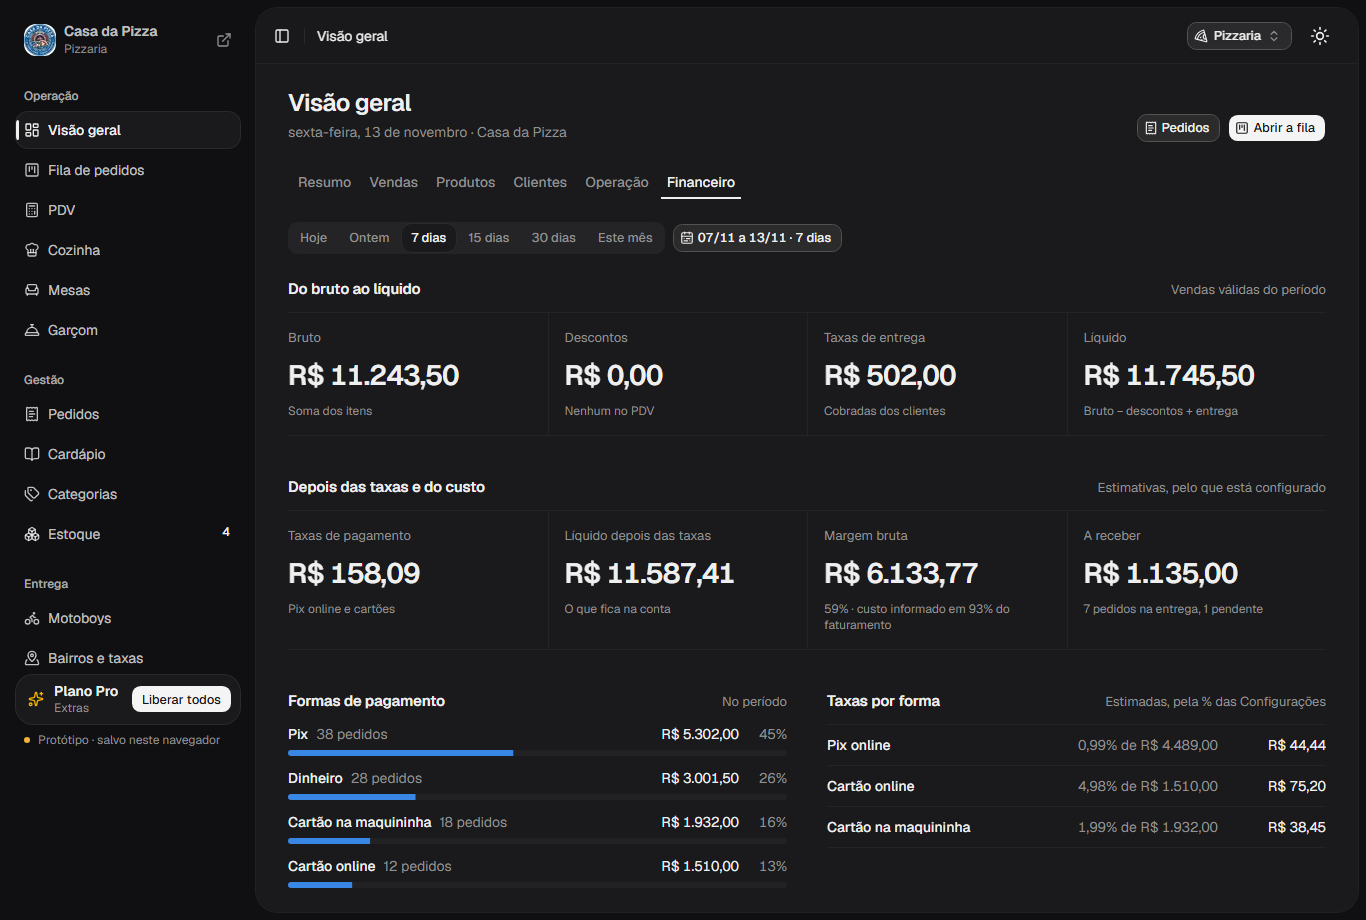 Casa da Pizza
Pizzaria
Operação
Visão geral
Fila de pedidos
PDV
Cozinha
Mesas
Garçom
Gestão
Pedidos
Cardápio
Categorias
Estoque 4
Entrega
Motoboys
Bairros e taxas
Plano Pro
Extras
Liberar todos
Protótipo · salvo neste navegador
Visão geral
Pizzaria
Visão geral
sexta-feira, 13 de novembro · Casa da Pizza
Pedidos
Abrir a fila
Resumo Vendas Produtos Clientes Operação Financeiro
Hoje Ontem 7 dias 15 dias 30 dias Este mês 07/11 a 13/11 · 7 dias
Do bruto ao líquido Vendas válidas do período
Bruto
R$ 11.243,50
Soma dos itens
Descontos
R$ 0,00
Nenhum no PDV
Taxas de entrega
R$ 502,00
Cobradas dos clientes
Líquido
R$ 11.745,50
Bruto − descontos + entrega
Depois das taxas e do custo Estimativas, pelo que está configurado
Taxas de pagamento
R$ 158,09
Pix online e cartões
Líquido depois das taxas
R$ 11.587,41
O que fica na conta
Margem bruta
R$ 6.133,77
59% · custo informado em 93% do
faturamento
A receber
R$ 1.135,00
7 pedidos na entrega, 1 pendente
Formas de pagamento No período
Pix 38 pedidos R$ 5.302,00 45%
Dinheiro 28 pedidos R$ 3.001,50 26%
Cartão na maquininha 18 pedidos R$ 1.932,00 16%
Cartão online 12 pedidos R$ 1.510,00 13%
Taxas por forma Estimadas, pela % das Configurações
Pix online 0,99% de R$ 4.489,00 R$ 44,44
Cartão online 4,98% de R$ 1.510,00 R$ 75,20
Cartão na maquininha 1,99% de R$ 1.932,00 R$ 38,45